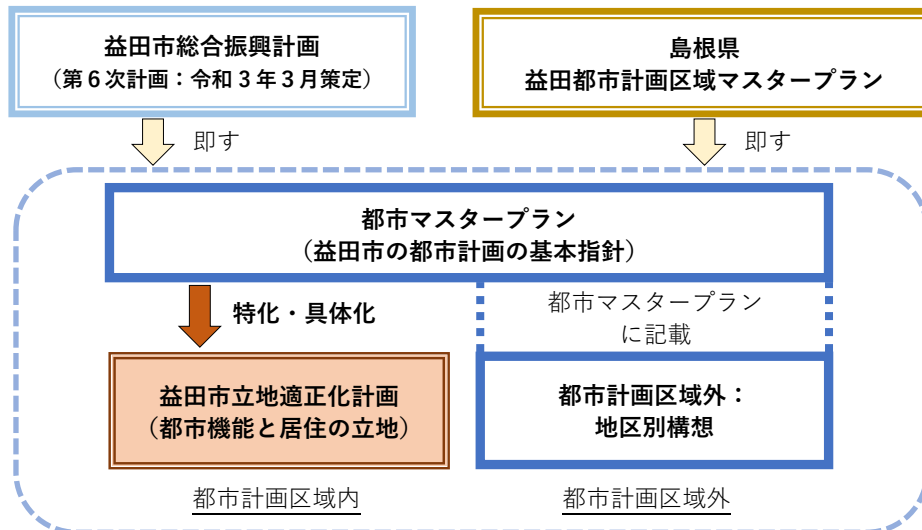 益田市総合振興計画
（第６次計画：令和３年３月策定）
島根県
益田都市計画区域マスタープラン
即す
即す
都市マスタープラン
（益田市の都市計画の基本指針）
特化・具体化
都市マスタープラン
に記載
益田市立地適正化計画
（都市機能と居住の立地）
都市計画区域外：
地区別構想
都市計画区域内
都市計画区域外